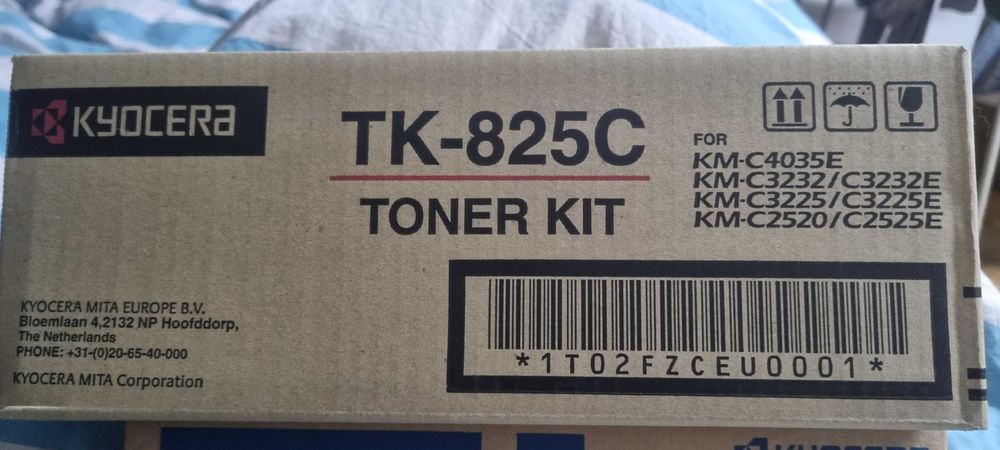 KYOCERA
TK-825C
TONER KIT
FOR
KM-C4035E
KM-C3232/C3232E
KM-C3225/C3225E
KM-C2520/C2525E
KYOCERA MITA EUROPE B.V.
Bloemlaan 4,2132 NP Hoofddorp,
The Netherlands
PHONE: +31-(0)20-65-40-000
KYOCERA MITA Corporation
*1T02FZCEU0001*
KYOCERA